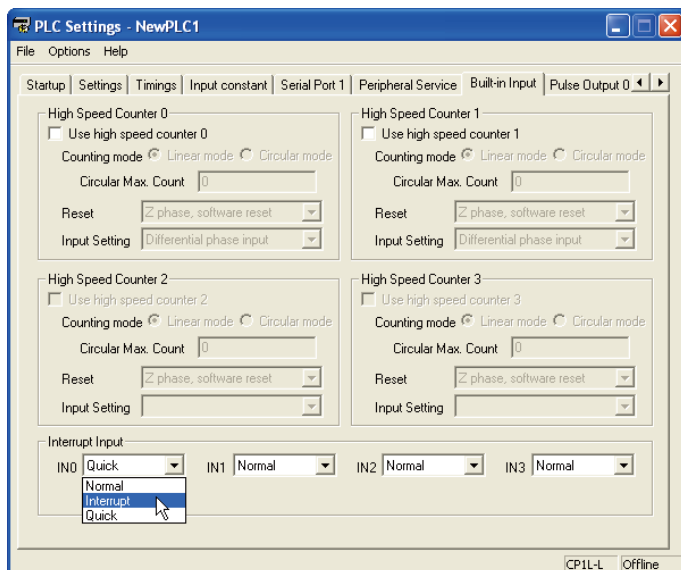 PLC Settings - NewPLC1
File Options Help
Startup Settings Timings Input constant Serial Port 1 Peripheral Service Built-in Input Pulse Output 0
High Speed Counter 0
Use high speed counter 0
Counting mode Linear mode Circular mode
Circular Max. Count 0
Reset Z phase, software reset
Input Setting Differential phase input
High Speed Counter 1
Use high speed counter 1
Counting mode Linear mode Circular mode
Circular Max. Count 0
Reset Z phase, software reset
Input Setting Differential phase input
High Speed Counter 2
Use high speed counter 2
Counting mode Linear mode Circular mode
Circular Max. Count 0
Reset Z phase, software reset
Input Setting
High Speed Counter 3
Use high speed counter 3
Counting mode Linear mode Circular mode
Circular Max. Count 0
Reset Z phase, software reset
Input Setting
Interrupt Input
IN0 Quick IN1 Normal IN2 Normal IN3 Normal
Normal
Interrupt
Quick
CP1L-L Offline